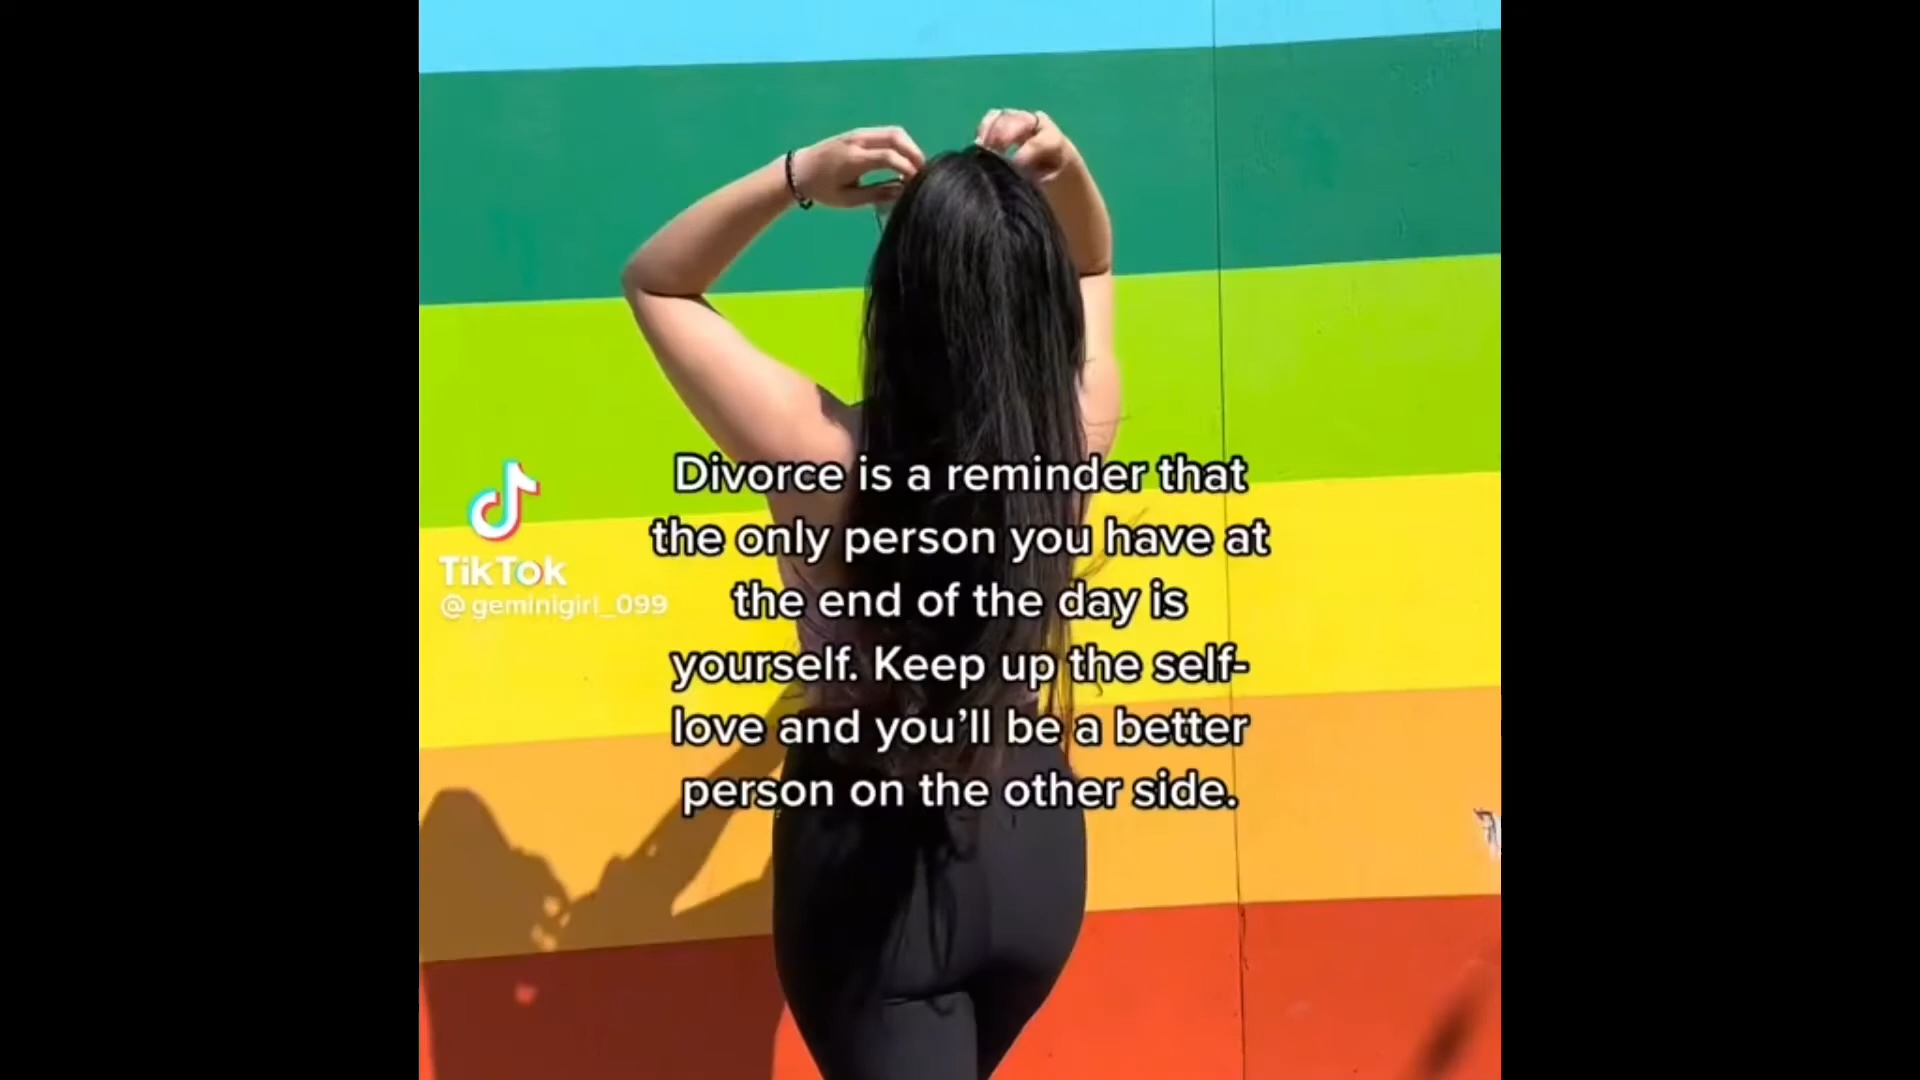 Divorce is a reminder that
the only person you have at
the end of the day is
yourself. Keep up the self-
love and you’ll be a better
person on the other side.
TikTok
@geminigirl_099